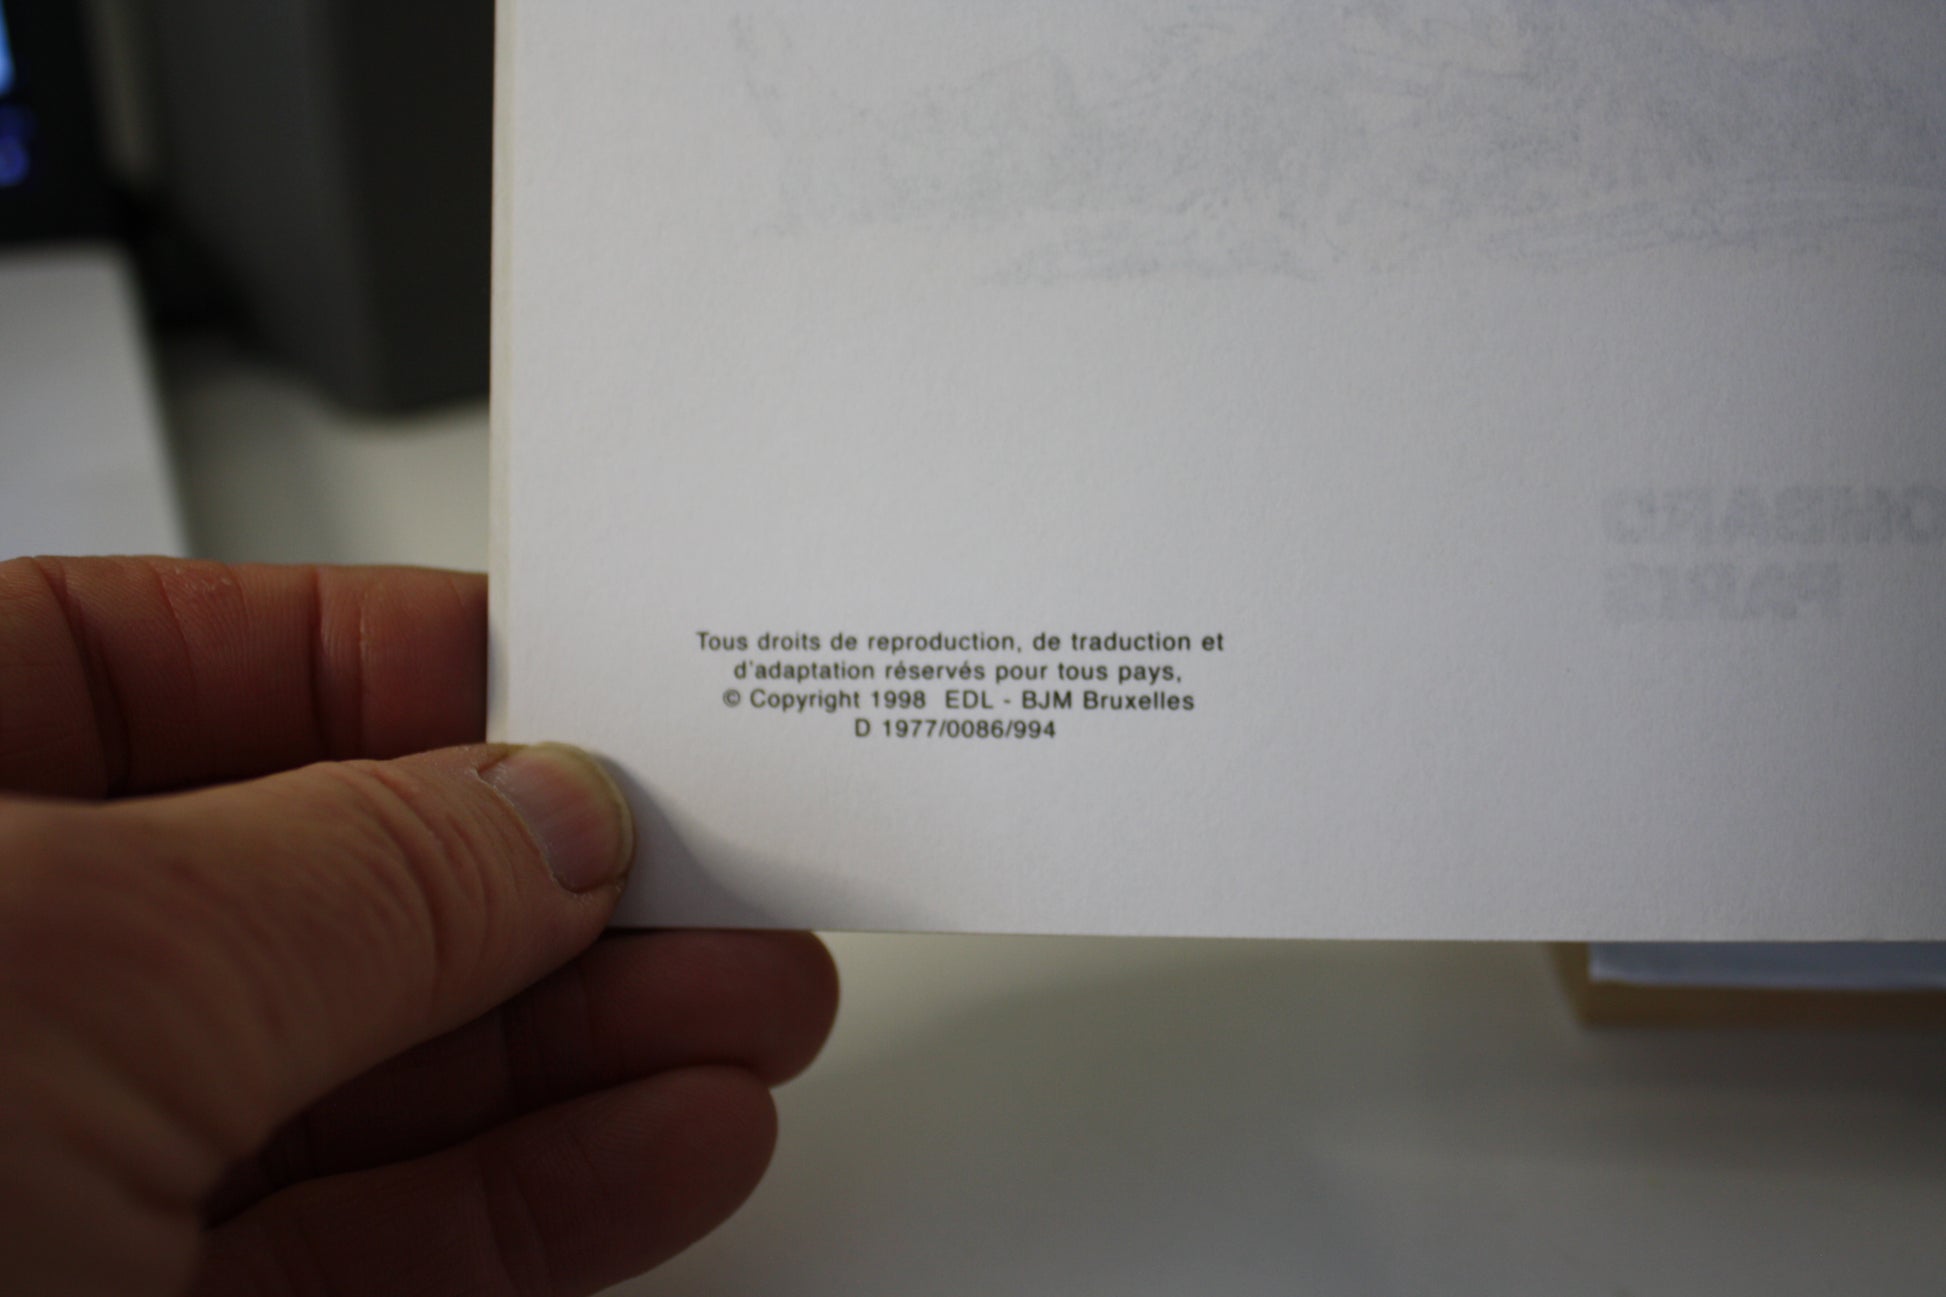 Tous droits de reproduction, de traduction et
d'adaptation réservés pour tous pays,
© Copyright 1998 EDL - BJM Bruxelles
D 1977/0086/994
PARIS